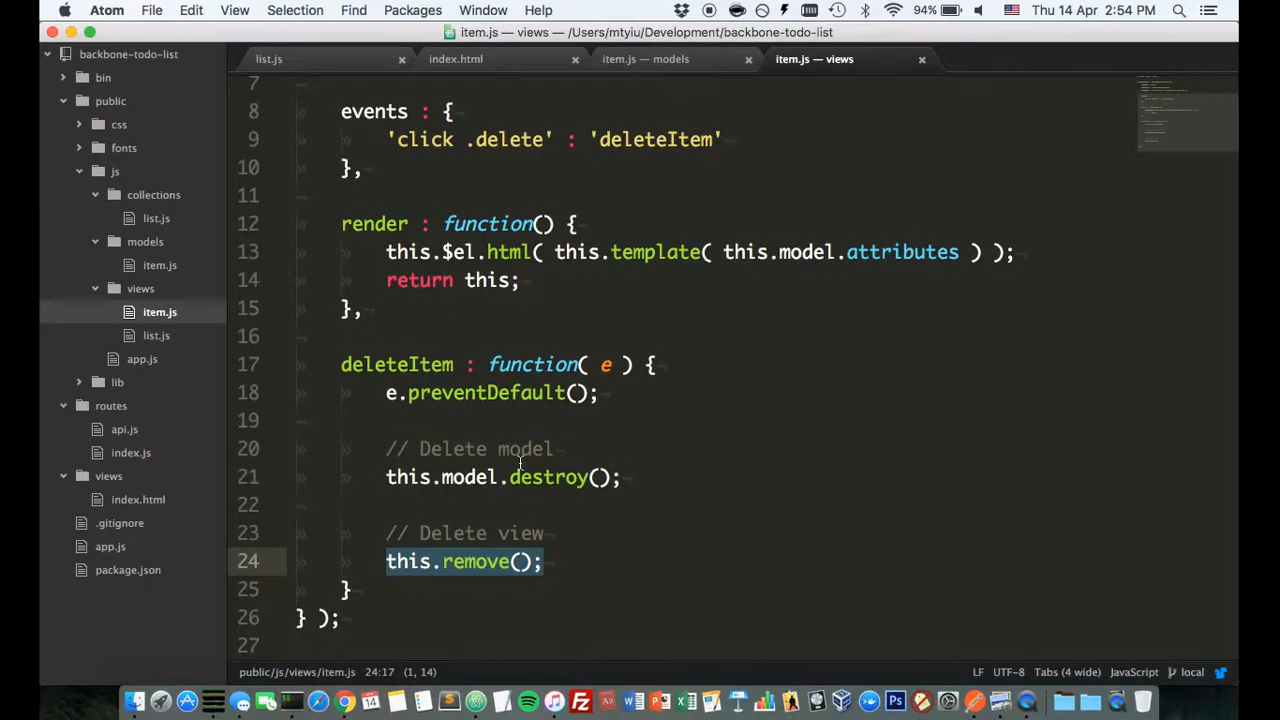 Atom File Edit View Selection Find Packages Window Help 94% Thu 14 Apr 2:54 PM
item.js — views — /Users/mtyiu/Development/backbone-todo-list
backbone-todo-list
bin
public
css
fonts
js
collections
list.js
models
item.js
views
item.js
list.js
app.js
lib
routes
api.js
index.js
views
index.html
.gitignore
app.js
package.json
list.js index.html item.js — models item.js — views
7
8 events : {
9 'click .delete' : 'deleteItem'
10 },
11
12 render : function() {
13 this.$el.html( this.template( this.model.attributes ) );
14 return this;
15 },
16
17 deleteItem : function( e ) {
18 e.preventDefault();
19
20 // Delete model
21 this.model.destroy();
22
23 // Delete view
24 this.remove();
25 }
26 } );
27
public/js/views/item.js 24:17 (1, 14) LF UTF-8 Tabs (4 wide) JavaScript local